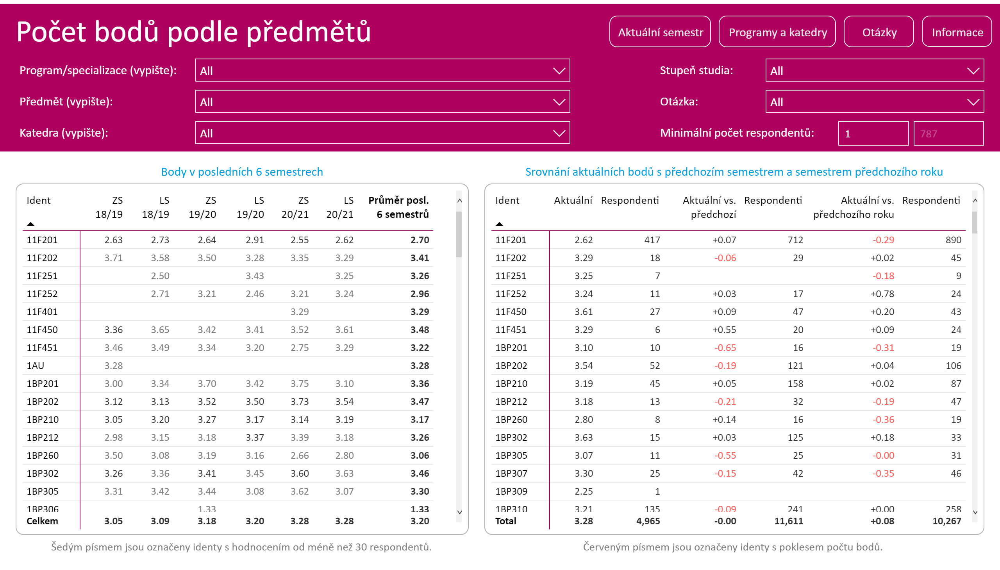 Počet bodů podle předmětů
Aktuální semestr
Programy a katedry
Otázky
Informace
Program/specializace (vypište): All
Stupeň studia: All
Předmět (vypište): All
Otázka: All
Katedra (vypište): All
Minimální počet respondentů: 1 787
Body v posledních 6 semestrech
Ident ZS 18/19 LS 18/19 ZS 19/20 LS 19/20 ZS 20/21 LS 20/21 Průměr posl. 6 semestrů
11F201 2.63 2.73 2.64 2.91 2.55 2.62 2.70
11F202 3.71 3.58 3.50 3.28 3.35 3.29 3.41
11F251 2.50 3.43 3.25 3.26
11F252 2.71 3.21 2.46 3.21 3.24 2.96
11F401 3.29 3.29
11F450 3.36 3.65 3.42 3.41 3.52 3.61 3.48
11F451 3.46 3.49 3.34 3.20 2.75 3.29 3.22
1AU 3.28 3.28
1BP201 3.00 3.34 3.70 3.42 3.75 3.10 3.36
1BP202 3.12 3.13 3.52 3.50 3.73 3.54 3.47
1BP210 3.05 3.20 3.27 3.17 3.14 3.19 3.17
1BP212 2.98 3.15 3.18 3.37 3.39 3.18 3.26
1BP260 3.50 3.08 3.19 3.16 2.66 2.80 3.06
1BP302 3.26 3.36 3.41 3.45 3.60 3.63 3.46
1BP305 3.31 3.42 3.44 3.08 3.62 3.07 3.30
1BP306 1.33 1.33
Celkem 3.05 3.09 3.18 3.20 3.28 3.28 3.20
Šedým písmem jsou označeny identy s hodnocením od méně než 30 respondentů.
Srovnání aktuálních bodů s předchozím semestrem a semestrem předchozího roku
Ident Aktuální Respondenti Aktuální vs. předchozí Respondenti Aktuální vs. předchozího roku Respondenti
11F201 2.62 417 +0.07 712 -0.29 890
11F202 3.29 18 -0.06 29 +0.02 45
11F251 3.25 7 -0.18 9
11F252 3.24 11 +0.03 17 +0.78 24
11F450 3.61 27 +0.09 47 +0.20 43
11F451 3.29 6 +0.55 20 +0.09 24
1BP201 3.10 10 -0.65 16 -0.31 19
1BP202 3.54 52 -0.19 121 +0.04 106
1BP210 3.19 45 +0.05 158 +0.02 87
1BP212 3.18 13 -0.21 32 -0.19 47
1BP260 2.80 8 +0.14 16 -0.36 19
1BP302 3.63 15 +0.03 125 +0.18 33
1BP305 3.07 11 -0.55 25 -0.00 31
1BP307 3.30 25 -0.15 42 -0.35 46
1BP309 2.25 1
1BP310 3.21 135 -0.09 241 +0.00 258
Total 3.28 4,965 -0.00 11,611 +0.08 10,267
Červeným písmem jsou označeny identy s poklesem počtu bodů.